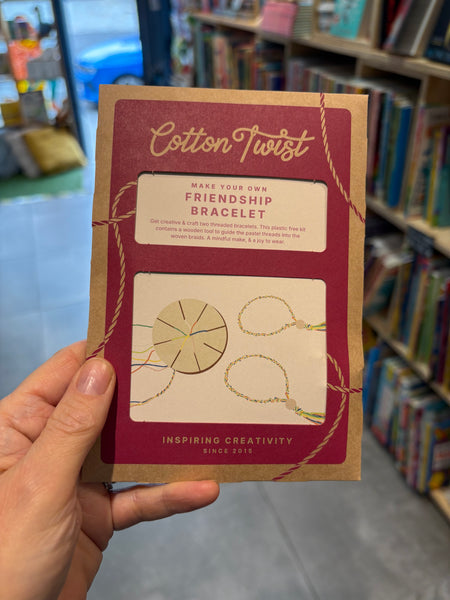 Cotton Twist
MAKE YOUR OWN
FRIENDSHIP
BRACELET
Get creative & craft two threaded bracelets. This plastic free kit
contains a wooden tool to guide the pastel threads into the
woven braids. A mindful make, & a joy to wear.
INSPIRING CREATIVITY
SINCE 2015